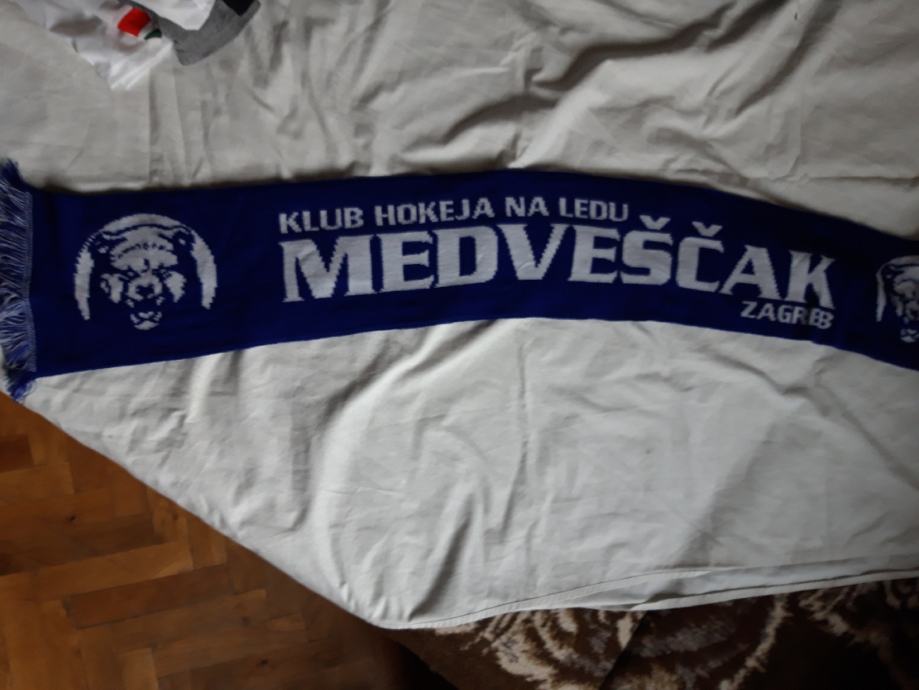 KLUB HOKEJA NA LEDU
MEDVEŠČAK
ZAGREB